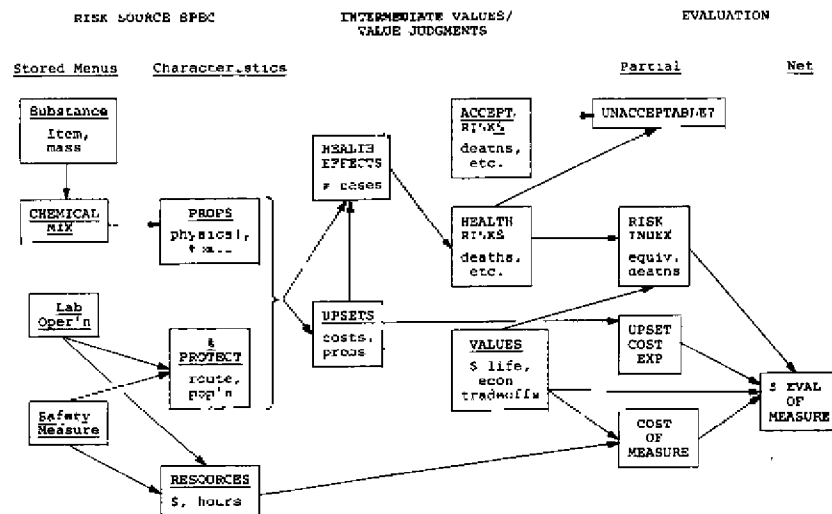 RISK SOURCE SPEC
INTERMEDIATE VALUES/
VALUE JUDGMENTS
EVALUATION
Stored Menus
Characteristics
Partial
Net
Substance
Item,
mass
CHEMICAL
MIX
PROPS
physical,
Lab
Oper'n
Safety
Measure
%
PROTECT
route,
pop'n
RESOURCES
$, hours
HEALTH
EFFECTS
# cases
UPSETS
costs,
probs
ACCEPT.
RISKS
deaths,
etc.
HEALTH
RISKS
deaths,
etc.
VALUES
$ life,
econ
tradeoffs
UNACCEPTABLE?
RISK
INDEX
equiv.
deaths
UPSET
COST
EXP
COST
OF
MEASURE
$ EVAL
OF
MEASURE